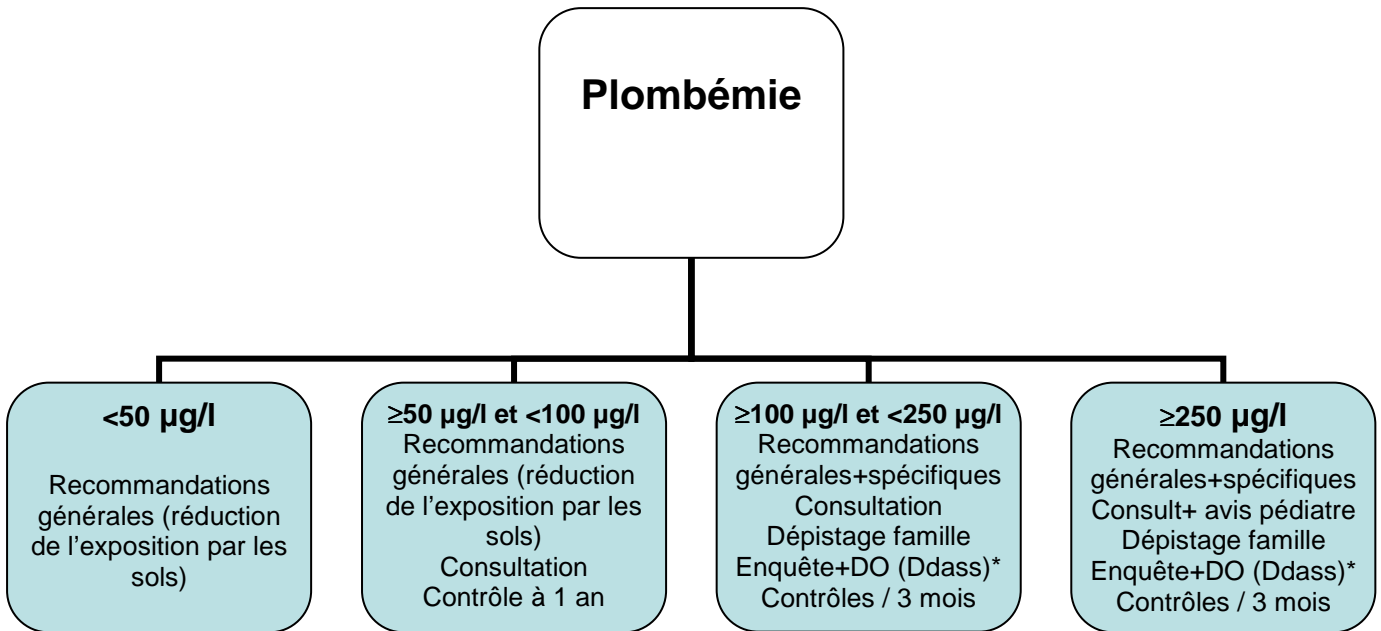 Plombémie
<50 µg/l
Recommandations
générales (réduction
de l'exposition par les
sols)
≥50 µg/l et <100 µg/l
Recommandations
générales (réduction
de l'exposition par les
sols)
Consultation
Contrôle à 1 an
≥100 µg/l et <250 µg/l
Recommandations
générales+spécifiques
Consultation
Dépistage famille
Enquête+DO (Ddass)*
Contrôles / 3 mois
≥250 µg/l
Recommandations
générales+spécifiques
Consult+ avis pédiatre
Dépistage famille
Enquête+DO (Ddass)*
Contrôles / 3 mois